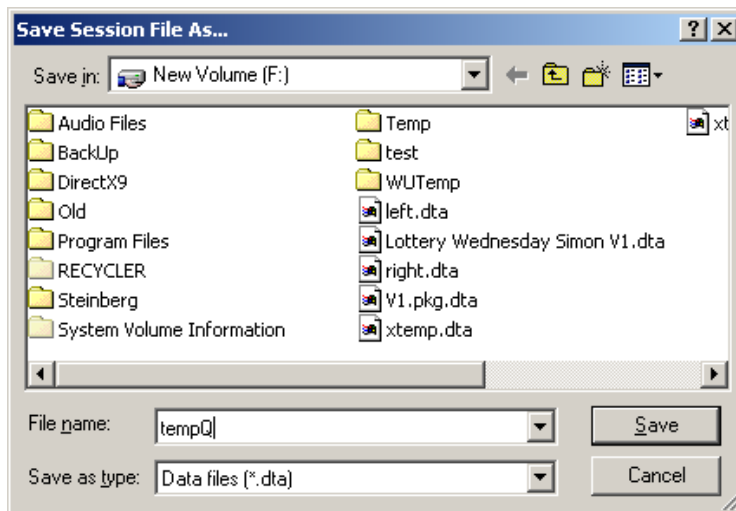 Save Session File As...
Save in: New Volume (F:)
Audio Files
BackUp
DirectX9
Old
Program Files
RECYCLER
Steinberg
System Volume Information
Temp
test
WUTemp
left.dta
Lottery Wednesday Simon V1.dta
right.dta
V1.pkg.dta
xtemp.dta
xt
File name: tempQ
Save
Save as type: Data files (*.dta)
Cancel